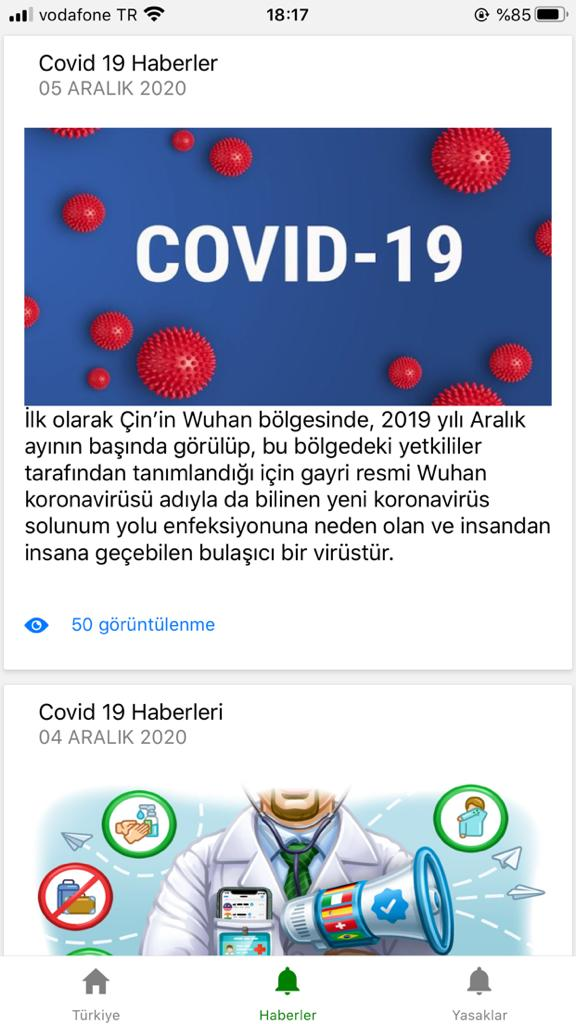 vodafone TR 18:17 %85
Covid 19 Haberler
05 ARALIK 2020
COVID-19
İlk olarak Çin’in Wuhan bölgesinde, 2019 yılı Aralık
ayının başında görülüp, bu bölgedeki yetkililer
tarafından tanımlandığı için gayri resmi Wuhan
koronavirüsü adıyla da bilinen yeni koronavirüs
solunum yolu enfeksiyonuna neden olan ve insandan
insana geçebilen bulaşıcı bir virüstür.
50 görüntülenme
Covid 19 Haberleri
04 ARALIK 2020
Türkiye Haberler Yasaklar